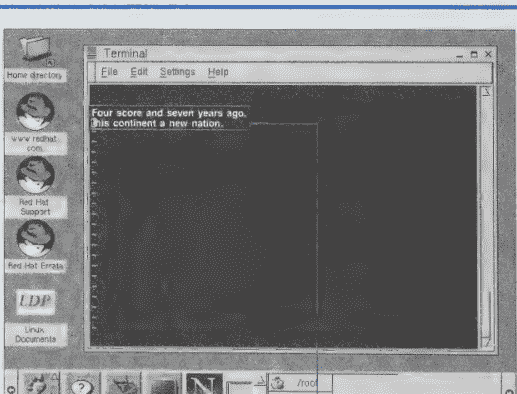 Terminal
File Edit Settings Help
Home directory
Four score and seven years ago,
this continent a new nation.
www.redhat.
com
Red Hat
Support
Red Hat Errata
LDP
Linux
Documents
N
?
/root